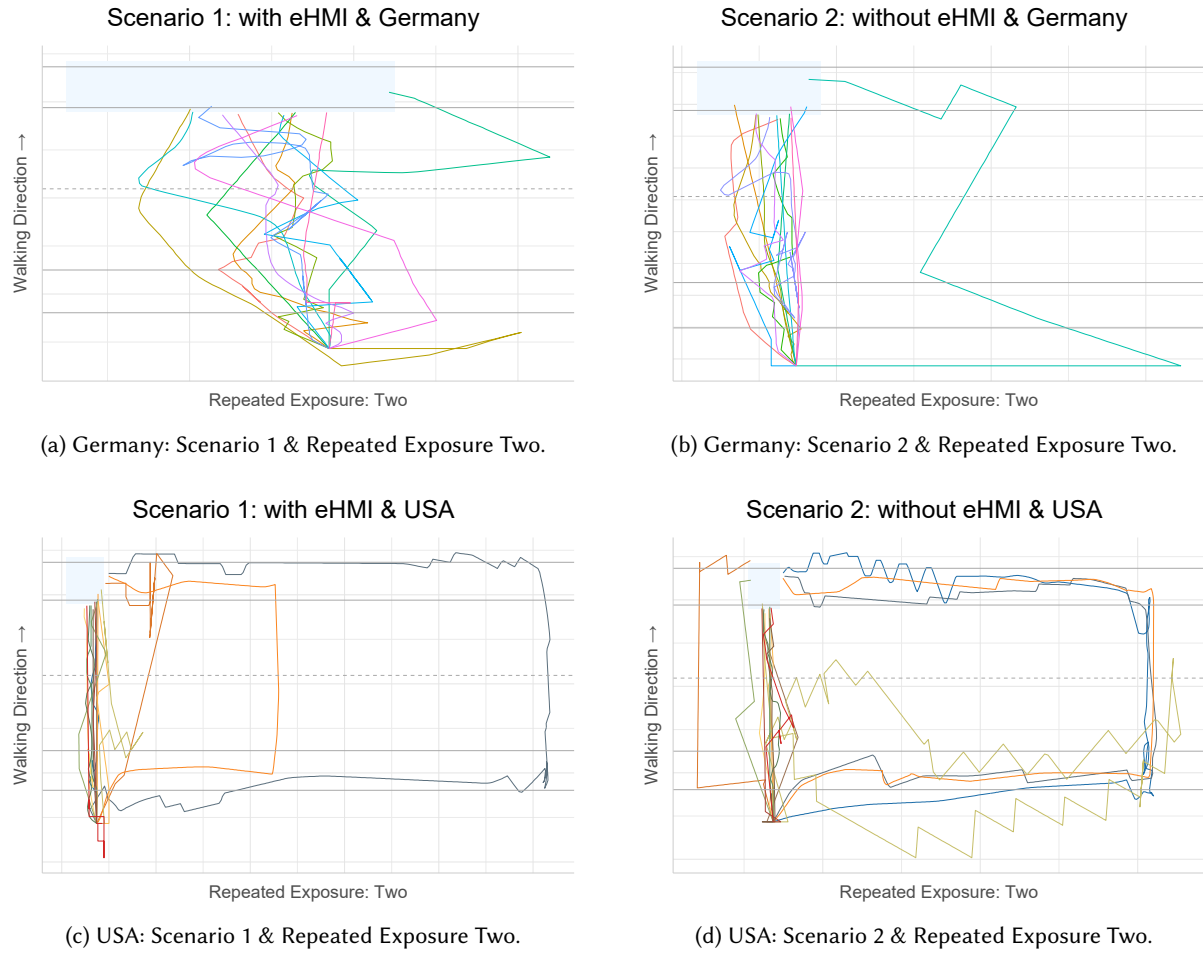 Scenario 1: with eHMI & Germany
Walking Direction →
Repeated Exposure: Two
(a) Germany: Scenario 1 & Repeated Exposure Two.
Scenario 2: without eHMI & Germany
Walking Direction →
Repeated Exposure: Two
(b) Germany: Scenario 2 & Repeated Exposure Two.
Scenario 1: with eHMI & USA
Walking Direction →
Repeated Exposure: Two
(c) USA: Scenario 1 & Repeated Exposure Two.
Scenario 2: without eHMI & USA
Walking Direction →
Repeated Exposure: Two
(d) USA: Scenario 2 & Repeated Exposure Two.